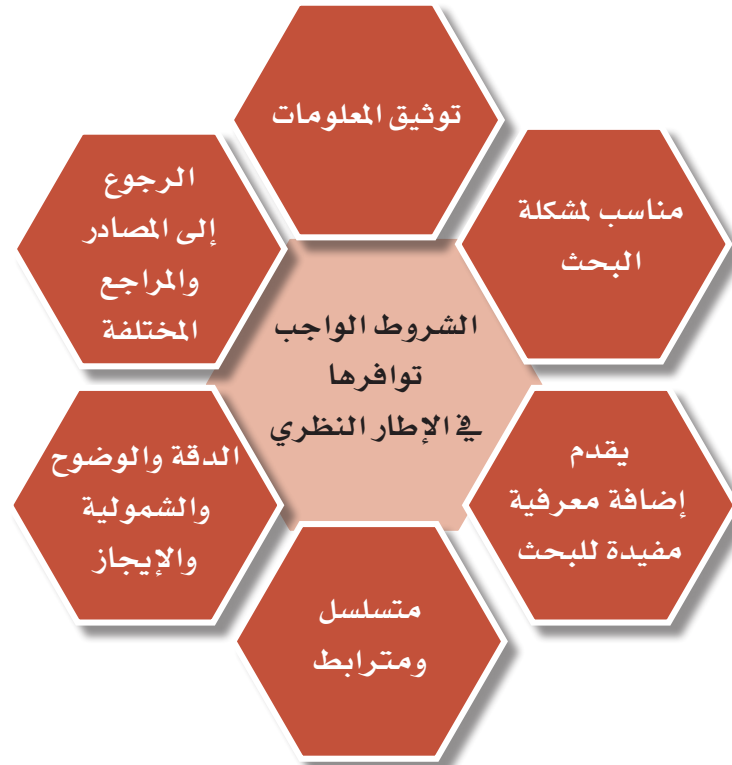 الشروط الواجب
توافرها
في الإطار النظري
توثيق المعلومات
مناسب لمشكلة
البحث
يقدم
إضافة معرفية
مفيدة للبحث
متسلسل
ومترابط
الدقة والوضوح
والشمولية
والإيجاز
الرجوع
إلى المصادر
والمراجع
المختلفة